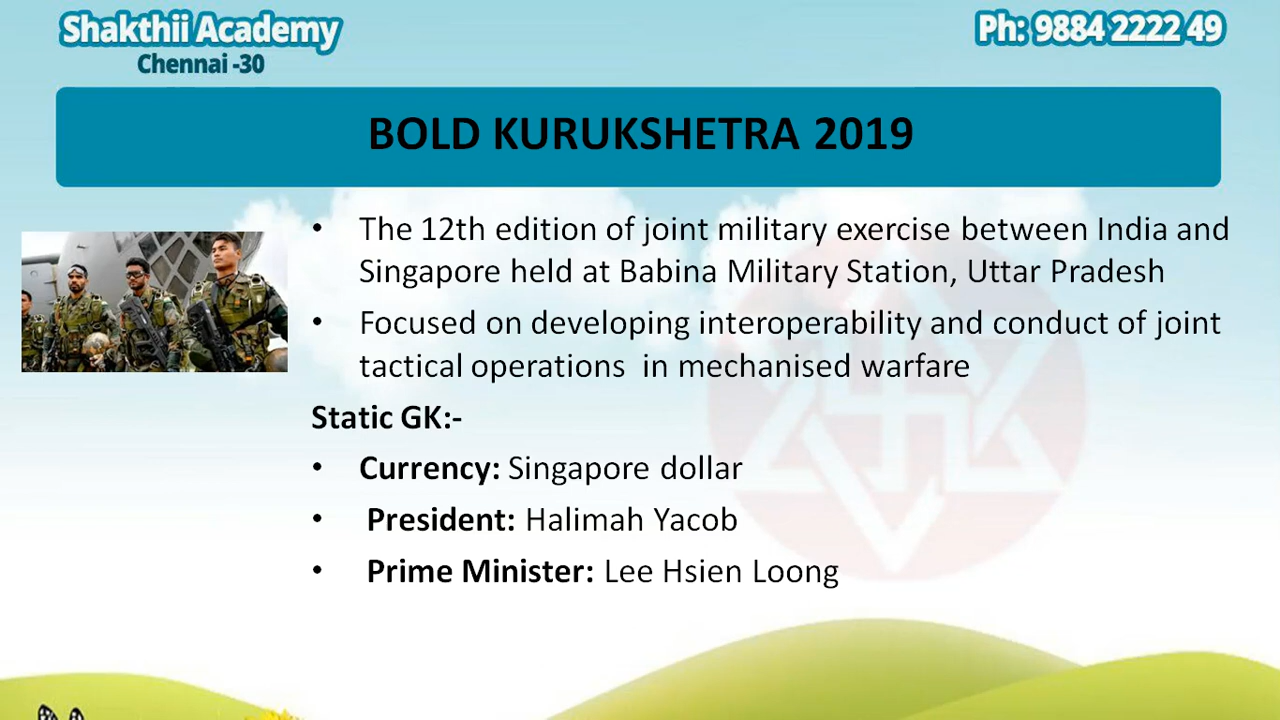 Shakthii Academy
Chennai -30
Ph: 9884 2222 49
BOLD KURUKSHETRA 2019
• The 12th edition of joint military exercise between India and
Singapore held at Babina Military Station, Uttar Pradesh
• Focused on developing interoperability and conduct of joint
tactical operations  in mechanised warfare
Static GK:-
• Currency: Singapore dollar
• President: Halimah Yacob
• Prime Minister: Lee Hsien Loong